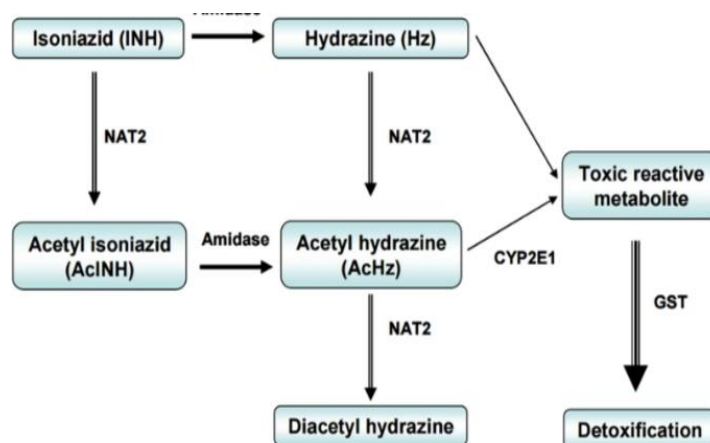 Amidase
Isoniazid (INH)
Hydrazine (Hz)
NAT2
NAT2
Toxic reactive
metabolite
Acetyl isoniazid
(AcINH)
Amidase
Acetyl hydrazine
(AcHz)
CYP2E1
GST
NAT2
Diacetyl hydrazine
Detoxification